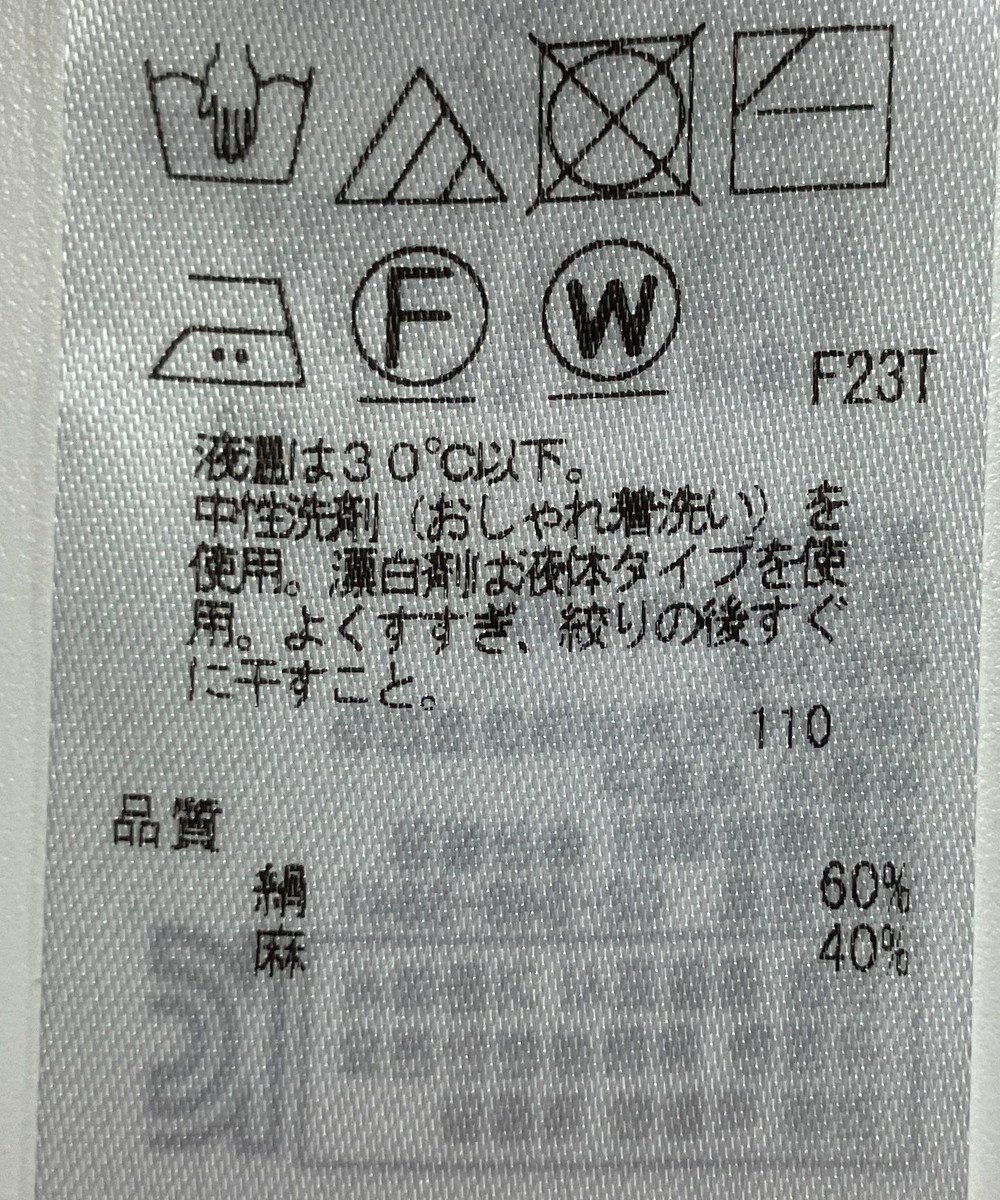 F
W
F23T
液温は30℃以下。
中性洗剤（おしゃれ着洗い）を
使用。漂白剤は液体タイプを使
用。よくすすぎ、絞りの後すぐ
に干すこと。
110
品質
綿 60%
麻 40%